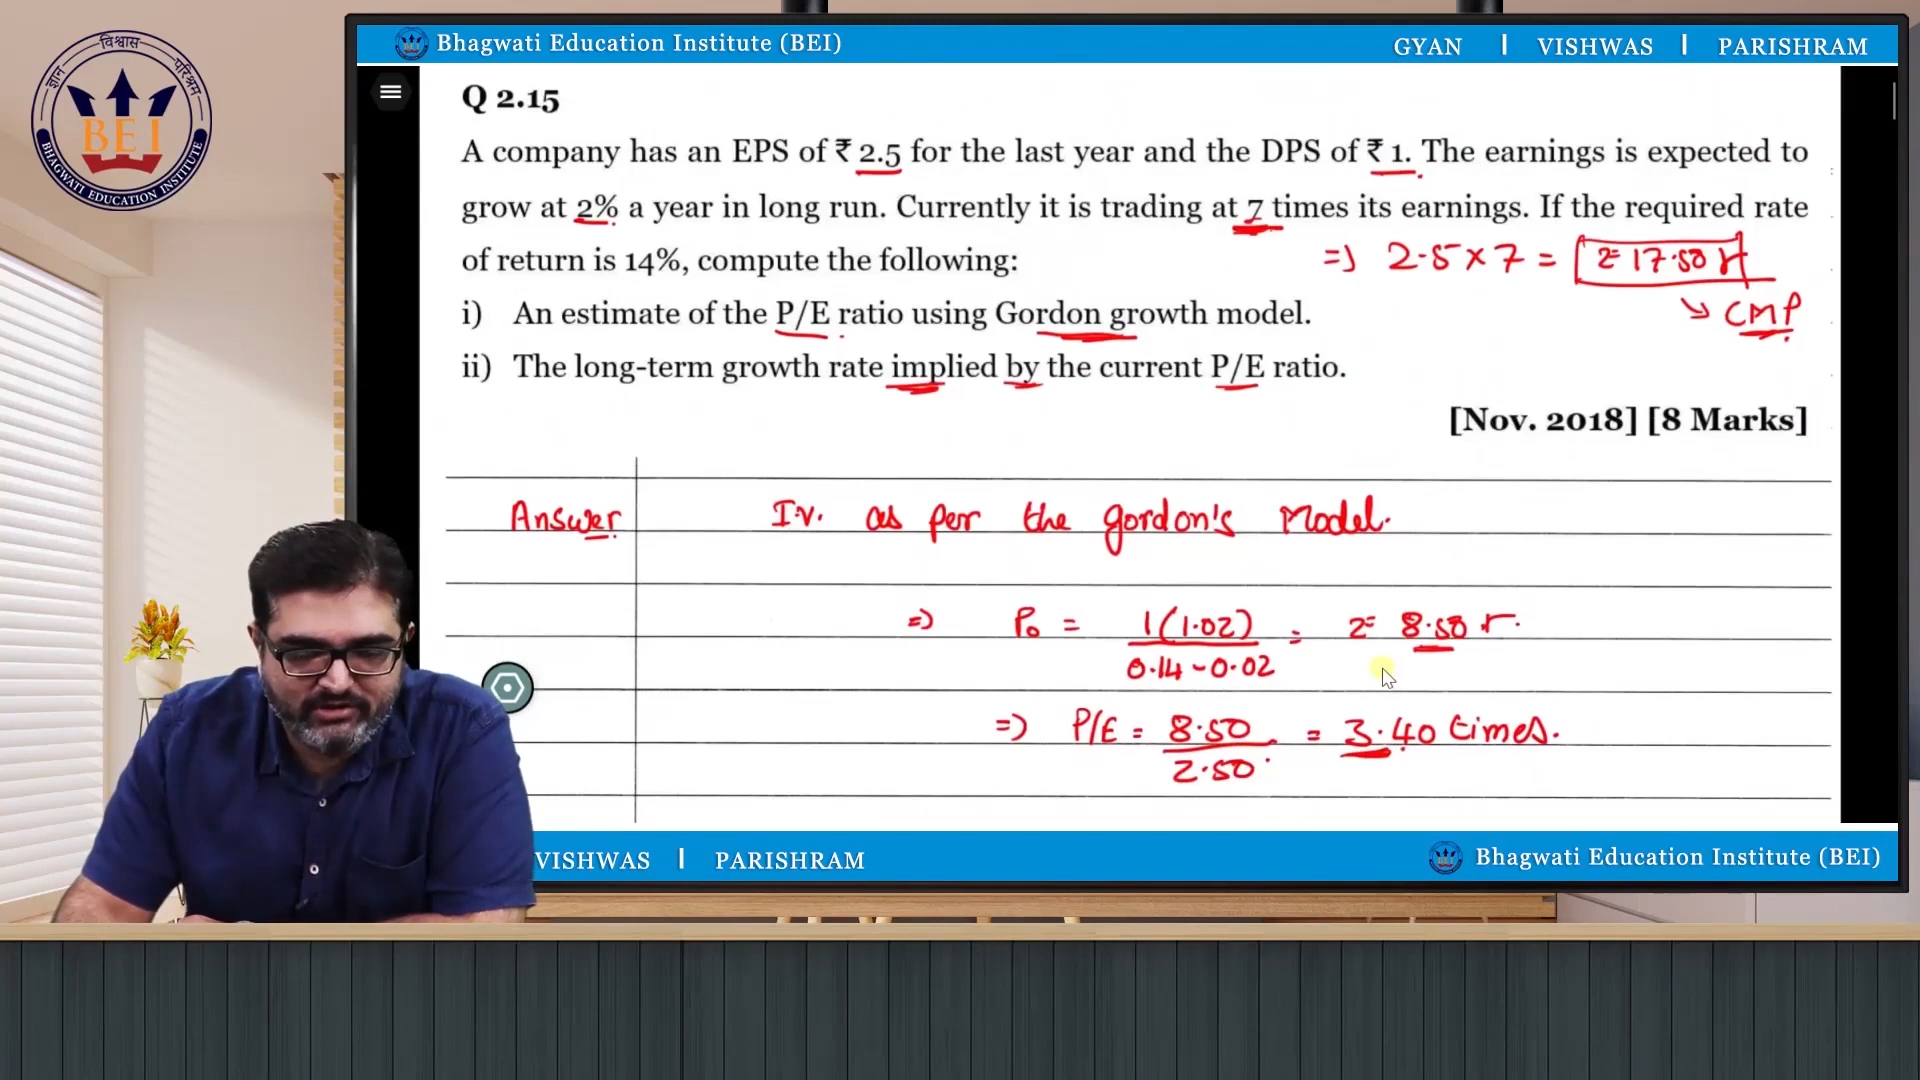 Bhagwati Education Institute (BEI)
GYAN | VISHWAS | PARISHRAM
ज्ञान विश्वास परिश्रम
BEI
BHAGWATI EDUCATION INSTITUTE
Q 2.15
A company has an EPS of ₹ 2.5 for the last year and the DPS of ₹ 1. The earnings is expected to
grow at 2% a year in long run. Currently it is trading at 7 times its earnings. If the required rate
of return is 14%, compute the following:
=> 2.5 x 7 = 17.50
CMP
i) An estimate of the P/E ratio using Gordon growth model.
ii) The long-term growth rate implied by the current P/E ratio.
[Nov. 2018] [8 Marks]
Answer I.V. as per the Gordon's Model.
=> P0 = 1(1.02) / 0.14-0.02 = 8.50
=> P/E = 8.50 / 2.50 = 3.40 times.
VISHWAS | PARISHRAM
Bhagwati Education Institute (BEI)